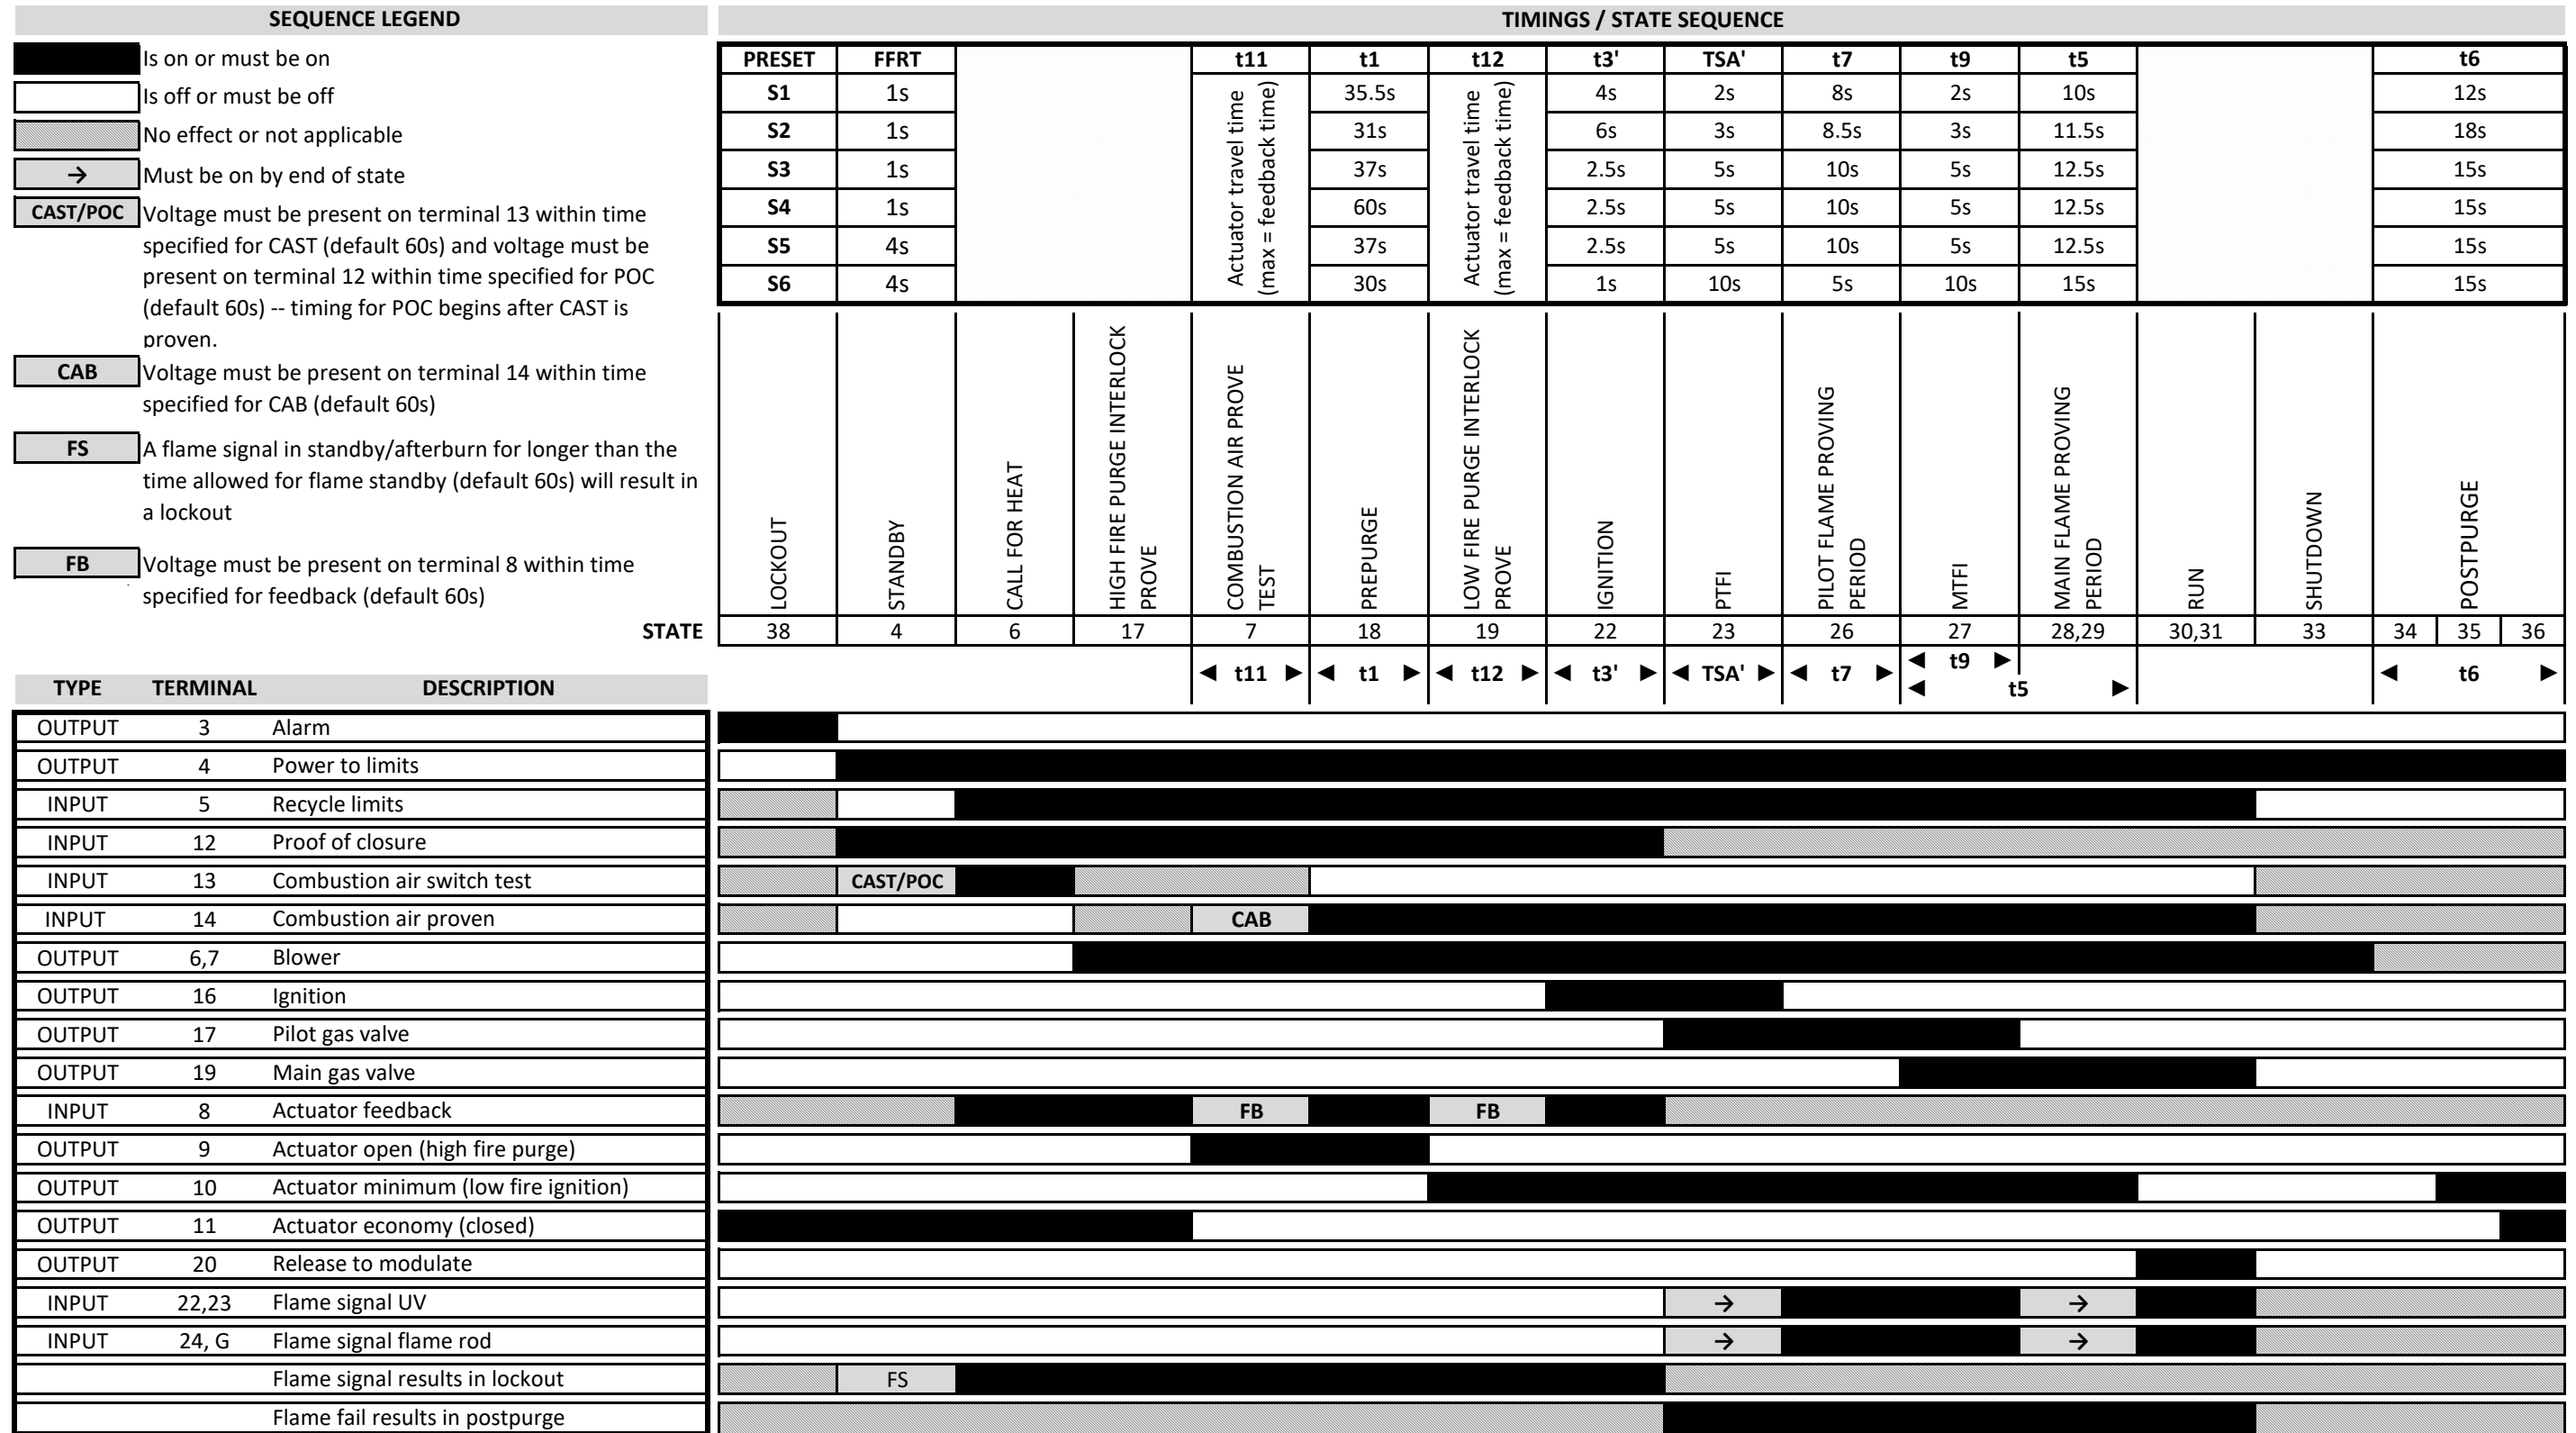 SEQUENCE LEGEND
Is on or must be on
Is off or must be off
No effect or not applicable
→ Must be on by end of state
CAST/POC Voltage must be present on terminal 13 within time
specified for CAST (default 60s) and voltage must be
present on terminal 12 within time specified for POC
(default 60s) -- timing for POC begins after CAST is
proven.
CAB Voltage must be present on terminal 14 within time
specified for CAB (default 60s)
FS A flame signal in standby/afterburn for longer than the
time allowed for flame standby (default 60s) will result in
a lockout
FB Voltage must be present on terminal 8 within time
specified for feedback (default 60s)
TIMINGS / STATE SEQUENCE
PRESET FFRT t11 t1 t12 t3' TSA' t7 t9 t5 t6
S1 1s 35.5s 4s 2s 8s 2s 10s 12s
S2 1s 31s 6s 3s 8.5s 3s 11.5s 18s
S3 1s 37s 2.5s 5s 10s 5s 12.5s 15s
S4 1s 60s 2.5s 5s 10s 5s 12.5s 15s
S5 4s 37s 2.5s 5s 10s 5s 12.5s 15s
S6 4s 30s 1s 10s 5s 10s 15s 15s
Actuator travel time
(max = feedback time)
Actuator travel time
(max = feedback time)
LOCKOUT
STANDBY
CALL FOR HEAT
HIGH FIRE PURGE INTERLOCK
PROVE
COMBUSTION AIR PROVE
TEST
PREPURGE
LOW FIRE PURGE INTERLOCK
PROVE
IGNITION
PTFI
PILOT FLAME PROVING
PERIOD
MTFI
MAIN FLAME PROVING
PERIOD
RUN
SHUTDOWN
POSTPURGE
STATE 38 4 6 17 7 18 19 22 23 26 27 28,29 30,31 33 34 35 36
◄ t11 ► ◄ t1 ► ◄ t12 ► ◄ t3' ► ◄ TSA' ► ◄ t7 ► ◄ t9 ► ◄ t6 ►
◄ t5 ►
TYPE TERMINAL DESCRIPTION
OUTPUT 3 Alarm
OUTPUT 4 Power to limits
INPUT 5 Recycle limits
INPUT 12 Proof of closure
INPUT 13 Combustion air switch test CAST/POC
INPUT 14 Combustion air proven CAB
OUTPUT 6,7 Blower
OUTPUT 16 Ignition
OUTPUT 17 Pilot gas valve
OUTPUT 19 Main gas valve
INPUT 8 Actuator feedback FB FB
OUTPUT 9 Actuator open (high fire purge)
OUTPUT 10 Actuator minimum (low fire ignition)
OUTPUT 11 Actuator economy (closed)
OUTPUT 20 Release to modulate
INPUT 22,23 Flame signal UV → →
INPUT 24, G Flame signal flame rod → →
Flame signal results in lockout FS
Flame fail results in postpurge